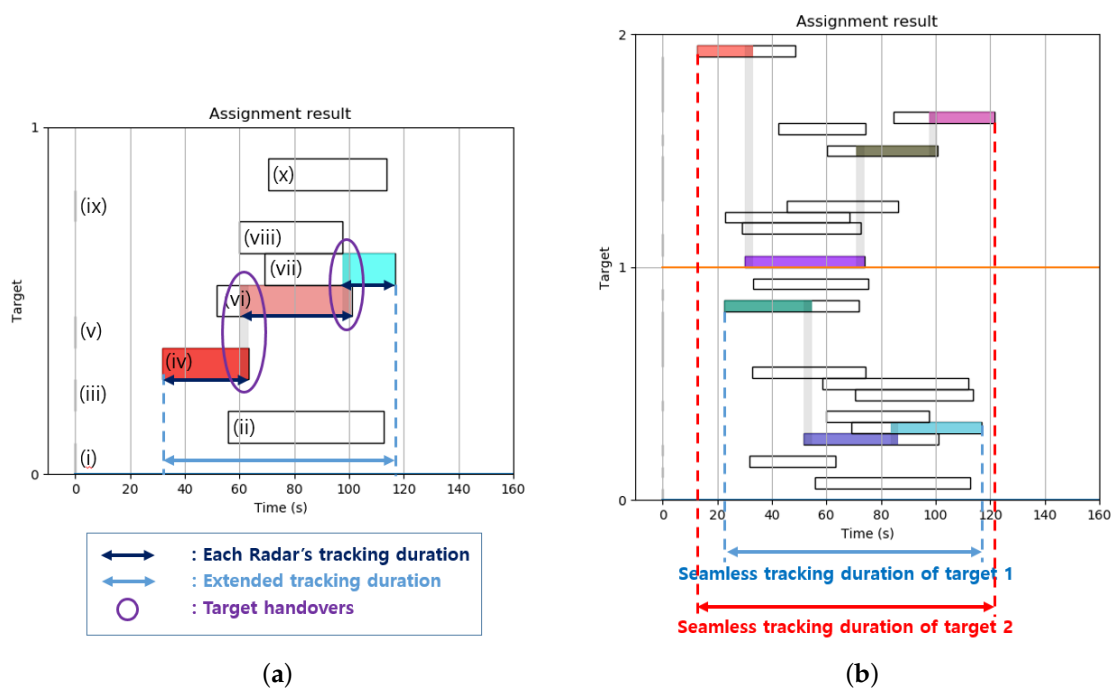 Assignment result
1
0
Target
(x)
(ix)
(viii)
(vii)
(vi)
(v)
(iv)
(iii)
(ii)
(i)
0 20 40 60 80 100 120 140 160
Time (s)
: Each Radar's tracking duration
: Extended tracking duration
: Target handovers
(a)
Assignment result
2
1
0
Target
0 20 40 60 80 100 120 140 160
Time (s)
Seamless tracking duration of target 1
Seamless tracking duration of target 2
(b)